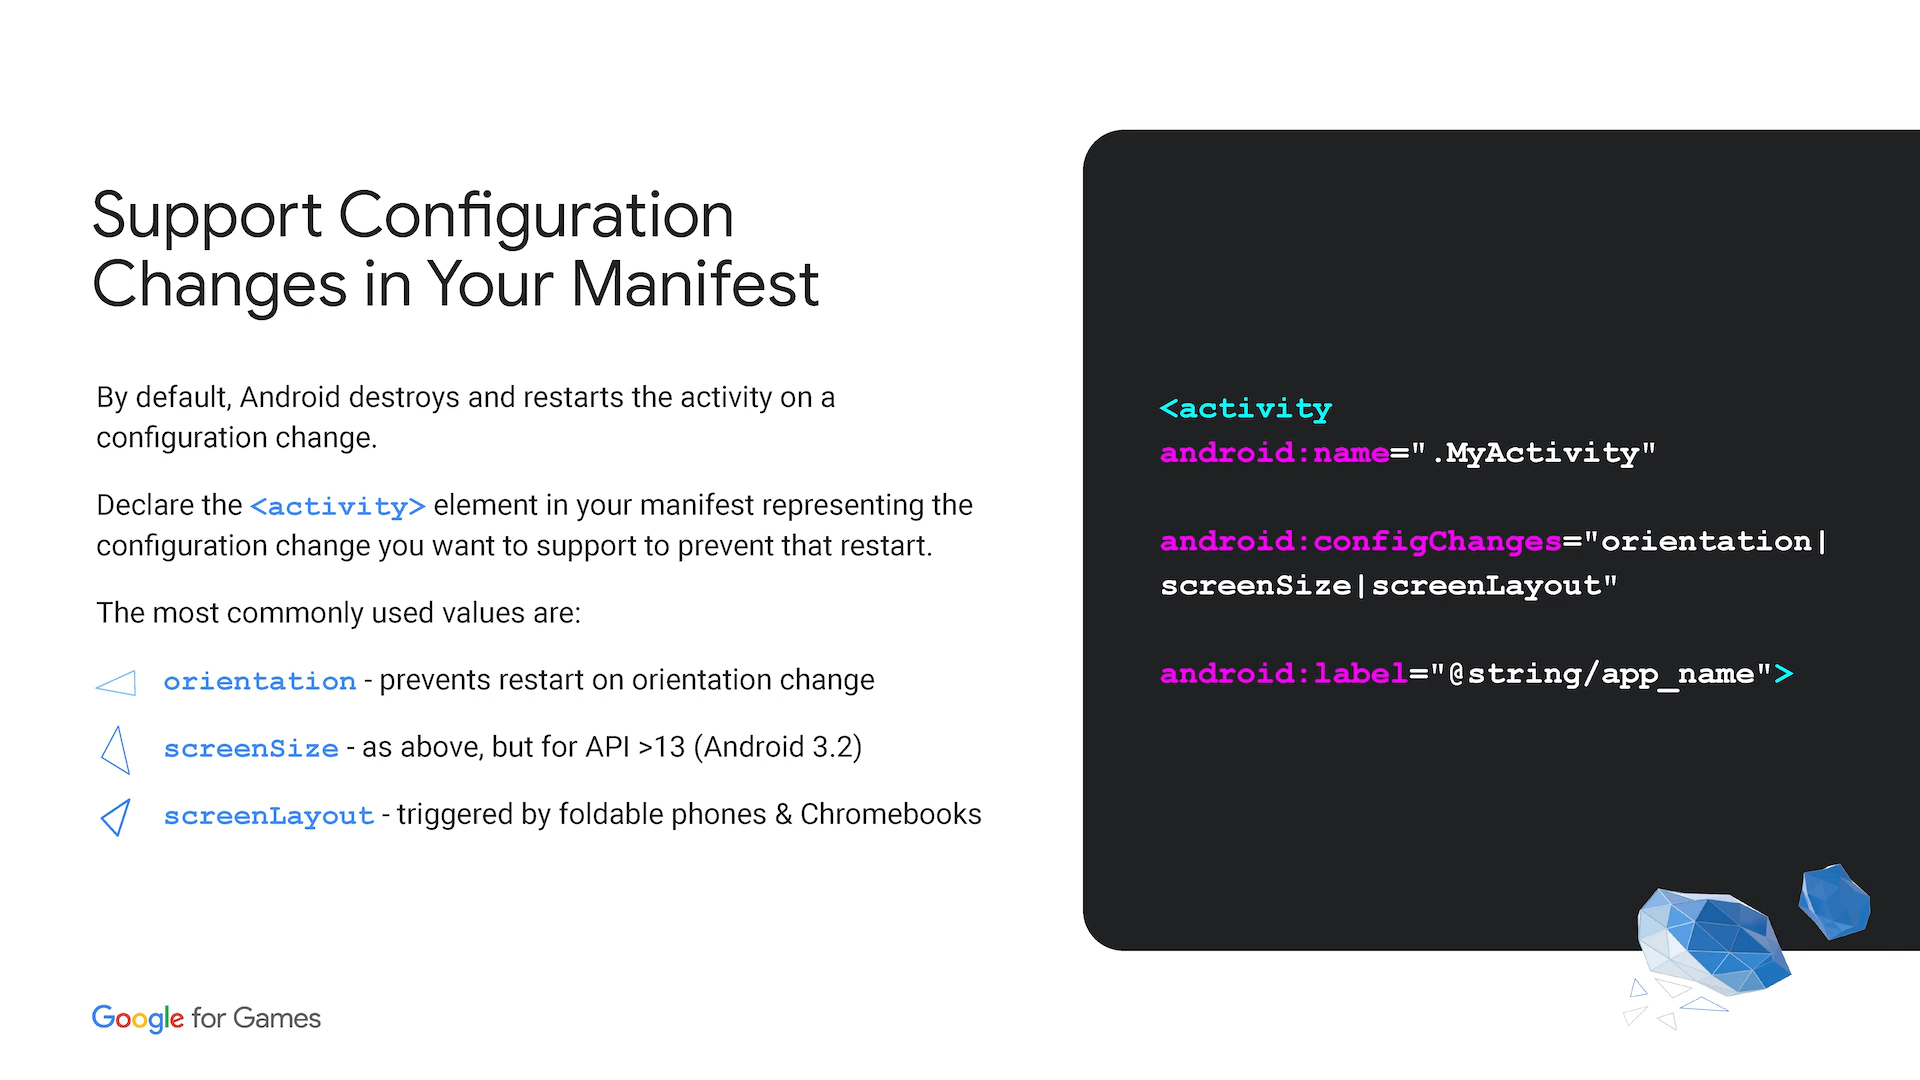 Support Configuration
Changes in Your Manifest
By default, Android destroys and restarts the activity on a
configuration change.
Declare the <activity> element in your manifest representing the
configuration change you want to support to prevent that restart.
The most commonly used values are:
orientation - prevents restart on orientation change
screenSize - as above, but for API >13 (Android 3.2)
screenLayout - triggered by foldable phones & Chromebooks
<activity
android:name=".MyActivity"
android:configChanges="orientation|
screenSize|screenLayout"
android:label="@string/app_name">
Google for Games